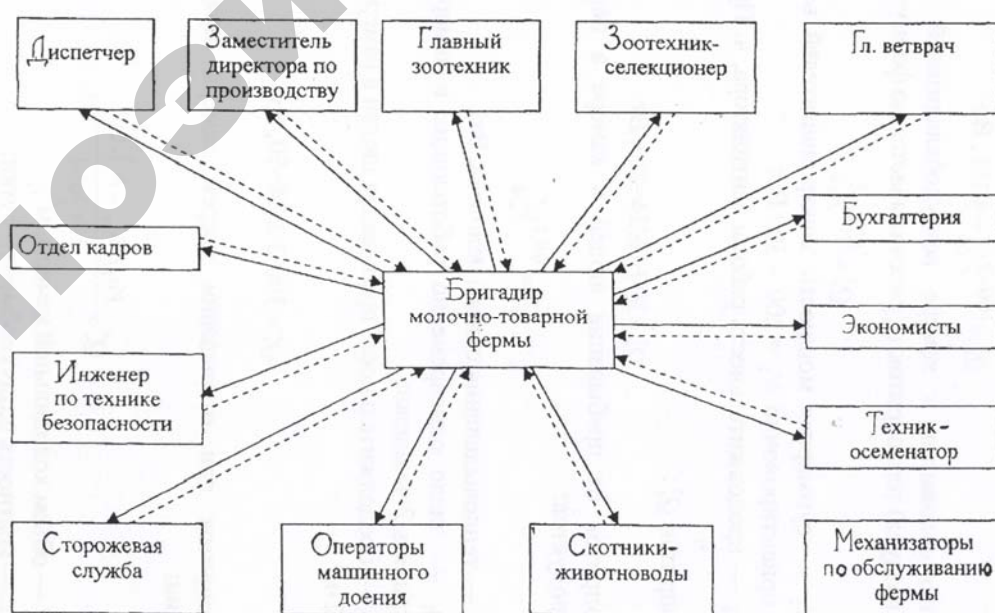 Диспетчер
Заместитель
директора по
производству
Главный
зоотехник
Зоотехник-
селекционер
Гл. ветврач
Отдел кадров
Бухгалтерия
Бригадир
молочно-товарной
фермы
Экономисты
Инженер
по технике
безопасности
Техник-
осеменатор
Сторожевая
служба
Операторы
машинного
доения
Скотники-
животноводы
Механизаторы
по обслуживанию
фермы